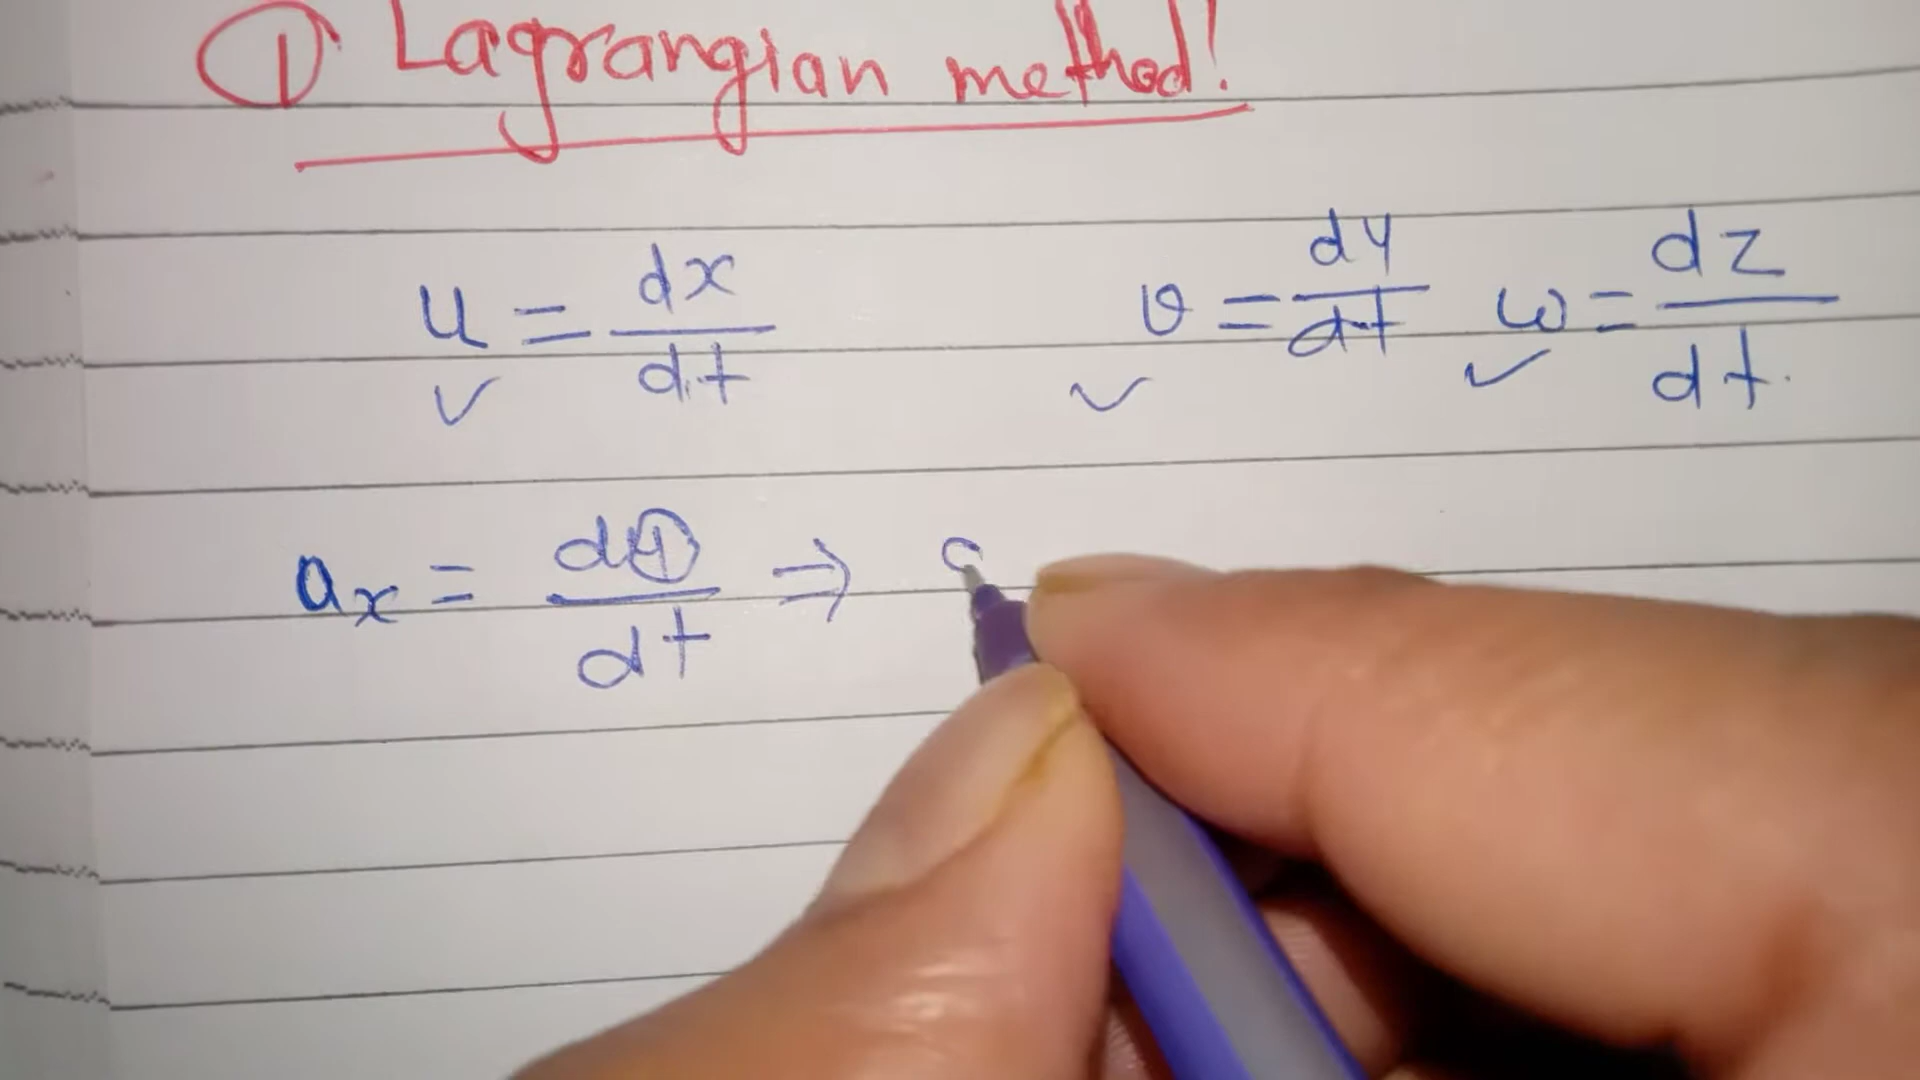 ① Lagrangian method!
u = dx/dt v = dy/dt w = dz/dt
✓ ✓ ✓
aₓ = du/dt ⇒